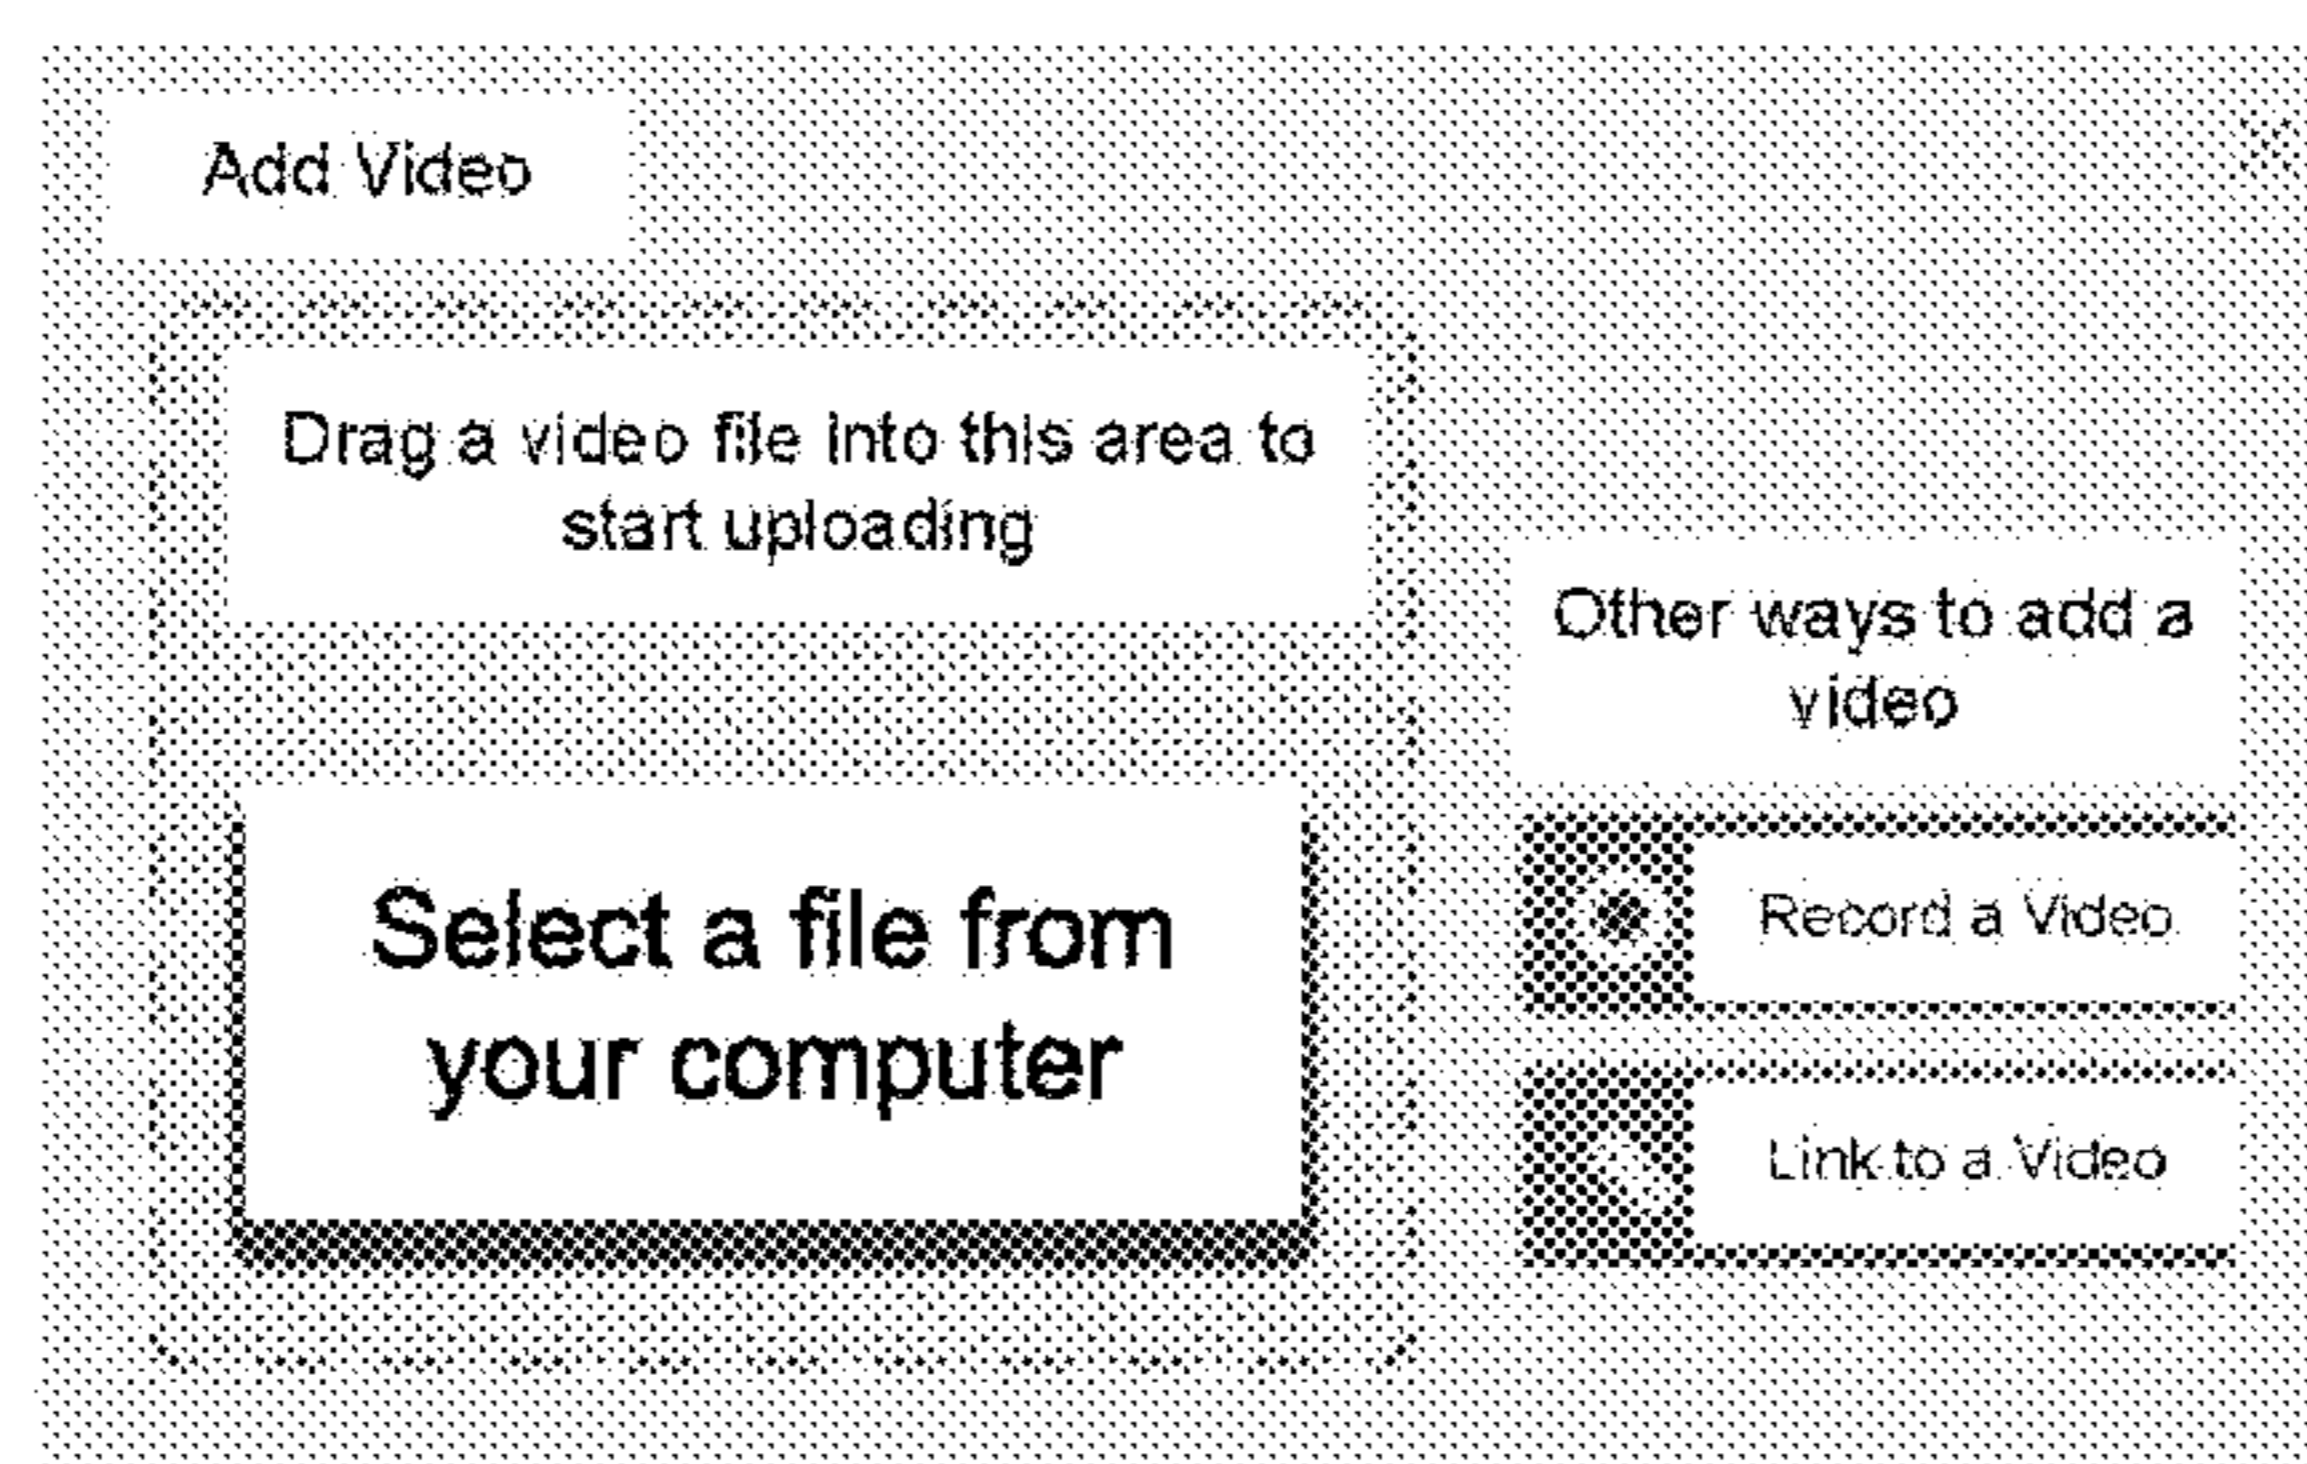 Add Video
Drag a video file into this area to
start uploading
Select a file from
your computer
Other ways to add a
video
Record a Video
Link to a Video